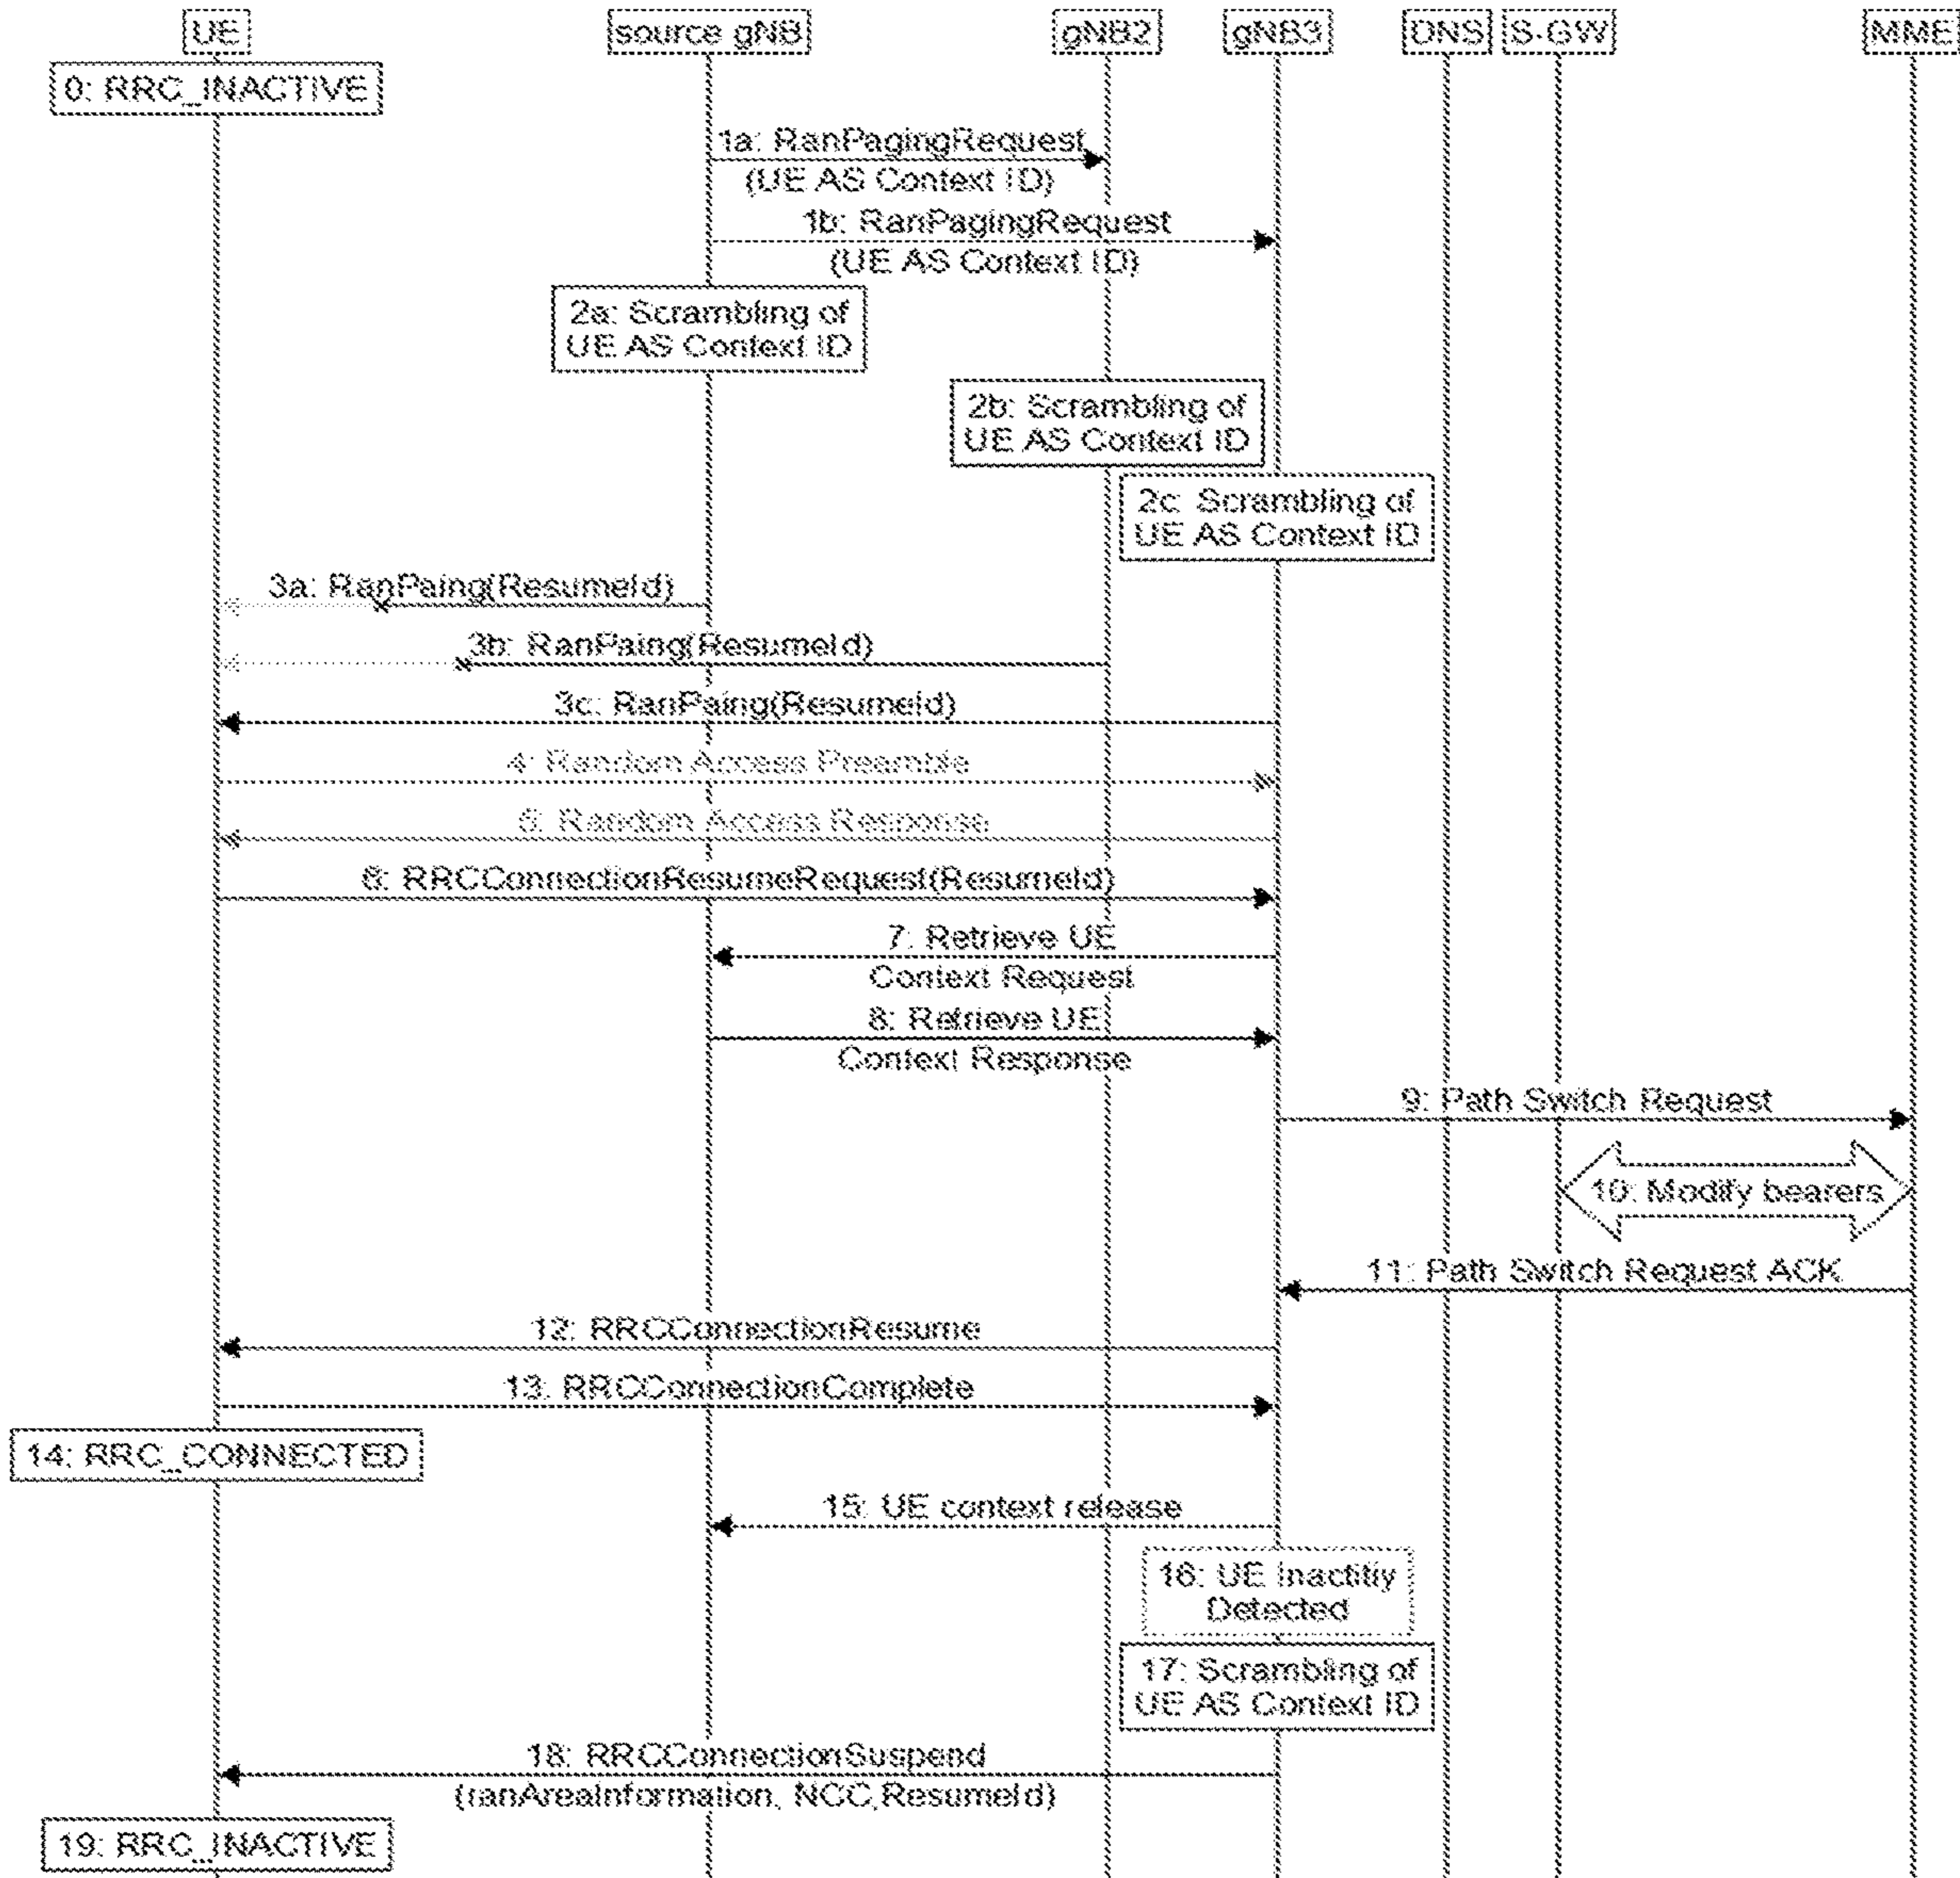 UE
source gNB
gNB2
gNB3
DNS
S-GW
MME
0: RRC_INACTIVE
1a: RanPagingRequest
(UE AS Context ID)
1b: RanPagingRequest
(UE AS Context ID)
2a: Scrambling of
UE AS Context ID
2b: Scrambling of
UE AS Context ID
2c: Scrambling of
UE AS Context ID
3a: RanPaing(ResumeId)
3b: RanPaing(ResumeId)
3c: RanPaing(ResumeId)
4: Random Access Preamble
5: Random Access Response
6: RRCConnectionResumeRequest(ResumeId)
7: Retrieve UE
Context Request
8: Retrieve UE
Context Response
9: Path Switch Request
10: Modify bearers
11: Path Switch Request ACK
12: RRCConnectionResume
13: RRCConnectionComplete
14: RRC_CONNECTED
15: UE context release
16: UE Inactitiy
Detected
17: Scrambling of
UE AS Context ID
18: RRCConnectionSuspend
(ranAreaInformation, NCC,ResumeId)
19: RRC_INACTIVE